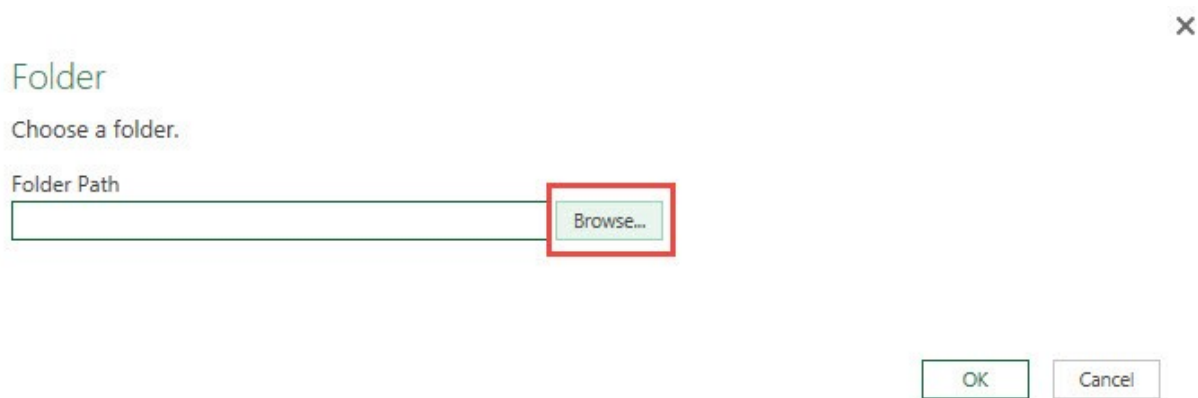 Folder
Choose a folder.
Folder Path
Browse...
OK
Cancel